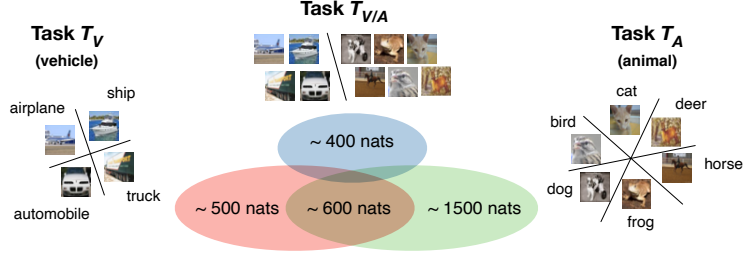 Task T_V
(vehicle)
airplane
ship
automobile
truck
Task T_V/A
~ 400 nats
~ 500 nats
~ 600 nats
~ 1500 nats
Task T_A
(animal)
cat
deer
bird
horse
dog
frog